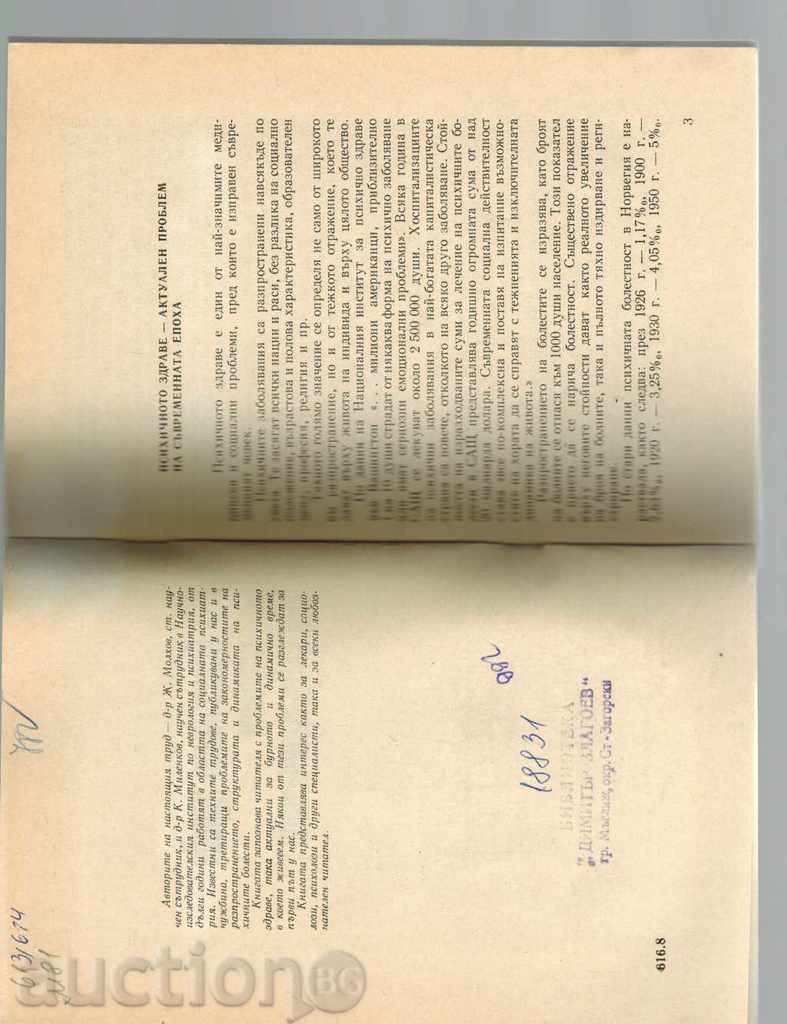 613/614
Авторите на настоящия труд — д-р Ж. Молхов, ст. нау-
чен сътрудник, и д-р К. Миленков, научен сътрудник в Научно-
изследователския институт по неврология и психиатрия, от
дълги години работят в областта на социалната психиат-
рия. Известни са техните трудове, публикувани у нас и в
чужбина, третиращи проблемите на закономерностите на
разпространението, структурата и динамиката на пси-
хичните болести.
Книгата запознава читателя с проблемите на психичното
здраве, така актуални за бурното и динамично време,
в което живеем. Някои от тези проблеми се разглеждат за
първи път у нас.
Книгата представлява интерес както за лекари, социо-
лози, психолози и други специалисти, така и за всеки любоз-
нателен читател.
18831
БИБЛИОТЕКА
„ДИМИТЪР БЛАГОЕВ“
гр. Мъглиж, окр. Ст-Загорски
616.8
ПСИХИЧНОТО ЗДРАВЕ — АКТУАЛЕН ПРОБЛЕМ
НА СЪВРЕМЕННАТА ЕПОХА
Психичното здраве е един от най-значимите меди-
цински и социални проблеми, пред които е изправен съвре-
менният човек.
Психичните заболявания са разпространени навсякъде по
света. Те засягат всички нации и раси, без разлика на социално
положение, възрастова и полова характеристика, образователен
ценз, професия, религия и пр.
Тяхното голямо значение се определя не само от широкото
им разпространение, но и от тежкото отражение, което те
дават върху живота на индивида и върху цялото общество.
По данни на Националния институт за психично здраве
във Вашингтон «... милиони американци, приблизително
1 на 10 души страдат от някаква форма на психично заболяване
или имат сериозни емоционални проблеми». Всяка година в
САЩ се лекуват около 2 500 000 души. Хоспитализациите
за психични заболявания в най-богатата капиталистическа
страна са повече, отколкото на всяко друго заболяване. Стой-
ността на изразходваните суми за лечение на психичните бо-
лести в САЩ представлява годишно огромната сума от над
милиарда долара. Съвременната социална действителност
става все по-комплексна и поставя на изпитание възможно-
стите на хората да се справят с тежненията и изключителната
динамика на живота.»
Разпространението на болестите се изразява, като броят
на болните се отнася към 1000 души население. Този показател
е прието да се нарича болестност. Съществено отражение
върху неговите стойности дават както реалното увеличение
на броя на болните, така и пълното тяхно издирване и реги-
стриране.
По стари данни психичната болестност в Норвегия е на-
раствала, както следва: през 1926 г. — 1,17‰, 1900 г. —
2,61‰, 1920 г. — 3,25‰, 1930 г. — 4,05‰, 1950 г. — 5‰.
3
auction.bg